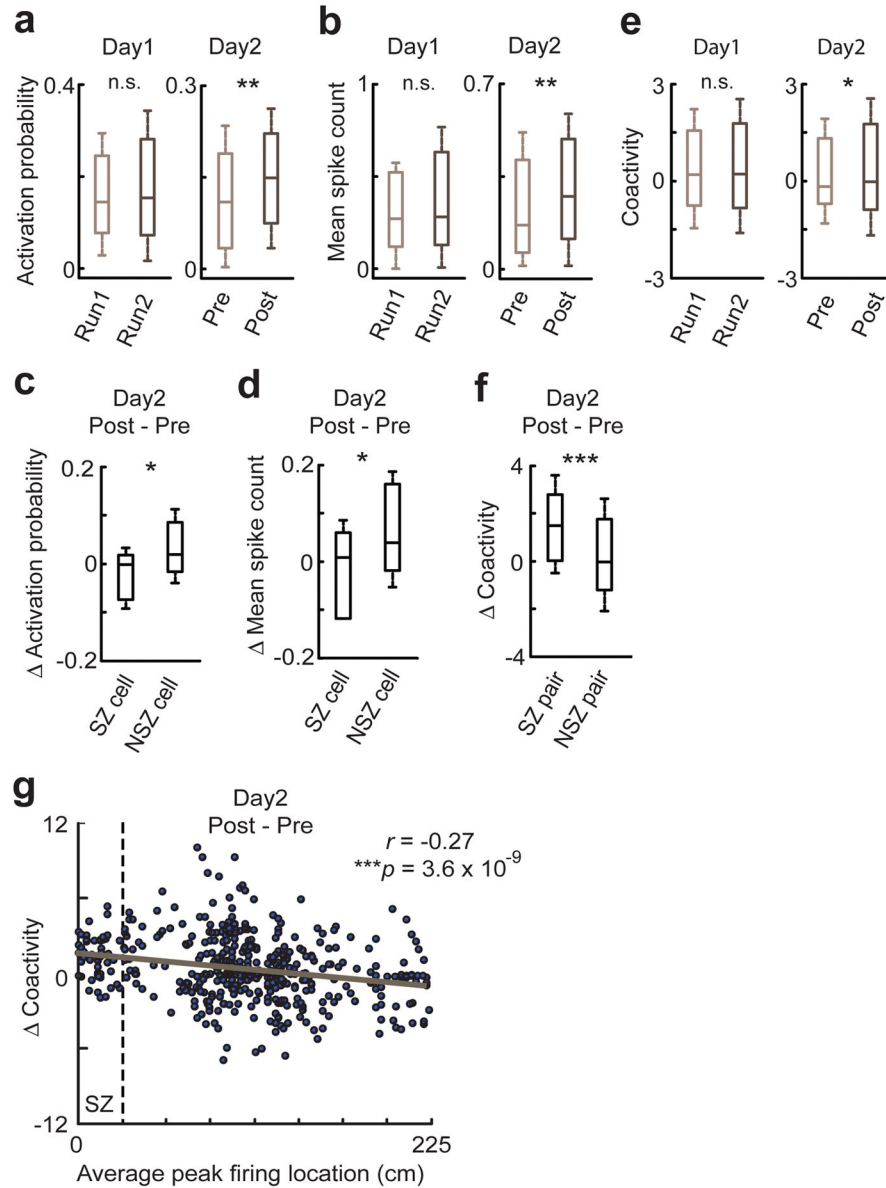 a
Day1
Day2
n.s.
**
Activation probability
0.4
0
0.3
0
Run1
Run2
Pre
Post
b
Day1
Day2
n.s.
**
Mean spike count
1
0
0.7
0
Run1
Run2
Pre
Post
e
Day1
Day2
n.s.
*
Coactivity
3
0
-3
3
0
-3
Run1
Run2
Pre
Post
c
Day2
Post - Pre
*
Δ Activation probability
0.2
0
-0.2
SZ cell
NSZ cell
d
Day2
Post - Pre
*
Δ Mean spike count
0.2
0
-0.2
SZ cell
NSZ cell
f
Day2
Post - Pre
***
Δ Coactivity
4
0
-4
SZ pair
NSZ pair
g
Day2
Post - Pre
r = -0.27
***p = 3.6 x 10⁻⁹
Δ Coactivity
12
0
-12
SZ
0
225
Average peak firing location (cm)